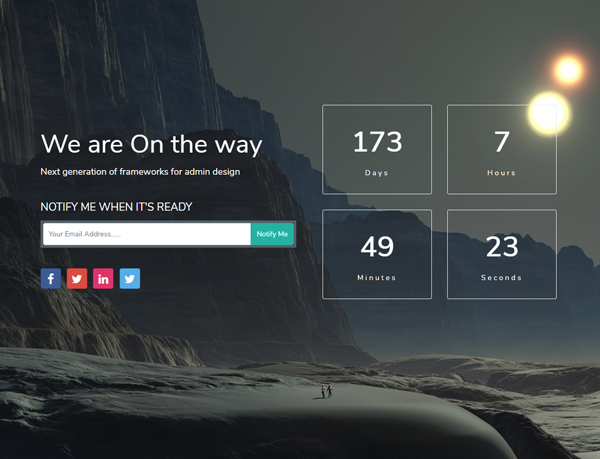 We are On the way
Next generation of frameworks for admin design
NOTIFY ME WHEN IT'S READY
Your Email Address......
Notify Me
173
Days
7
Hours
49
Minutes
23
Seconds